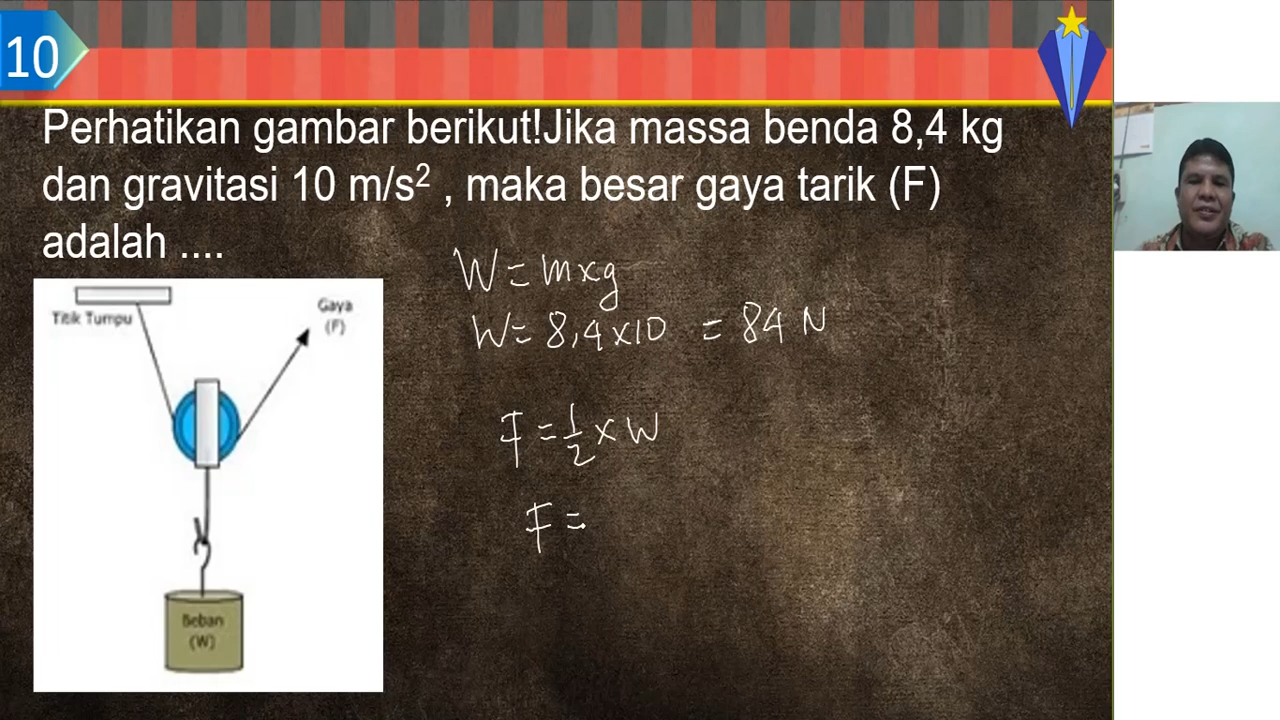 10
Perhatikan gambar berikut!Jika massa benda 8,4 kg
dan gravitasi 10 m/s² , maka besar gaya tarik (F)
adalah ....
Titik Tumpu
Gaya
(F)
Beban
(W)
W = m x g
W = 8,4 x 10 = 84 N
F = 1/2 x W
F =